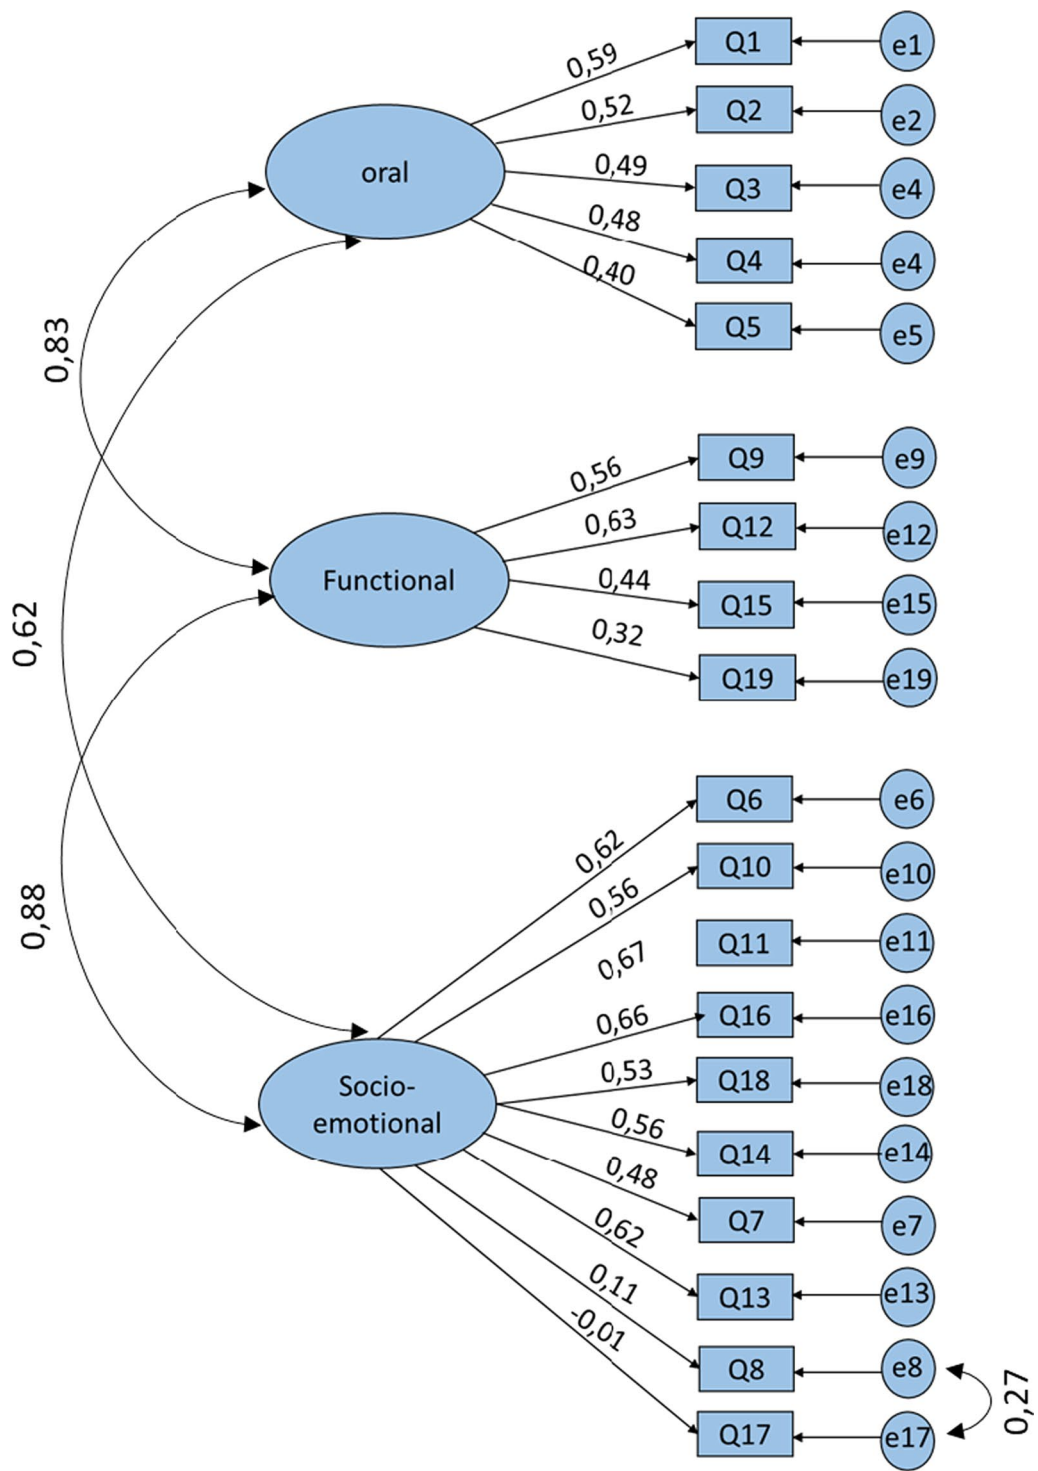 0,59
Q1
e1
0,52
Q2
e2
oral
0,49
Q3
e4
0,48
Q4
e4
0,40
Q5
e5
0,83
0,56
Q9
e9
0,63
Q12
e12
Functional
0,44
Q15
e15
0,32
Q19
e19
0,62
0,62
Q6
e6
0,56
Q10
e10
0,88
0,67
Q11
e11
0,66
Q16
e16
Socio-
emotional
0,53
Q18
e18
0,56
Q14
e14
0,48
Q7
e7
0,62
Q13
e13
0,11
Q8
e8
-0,01
Q17
e17
0,27